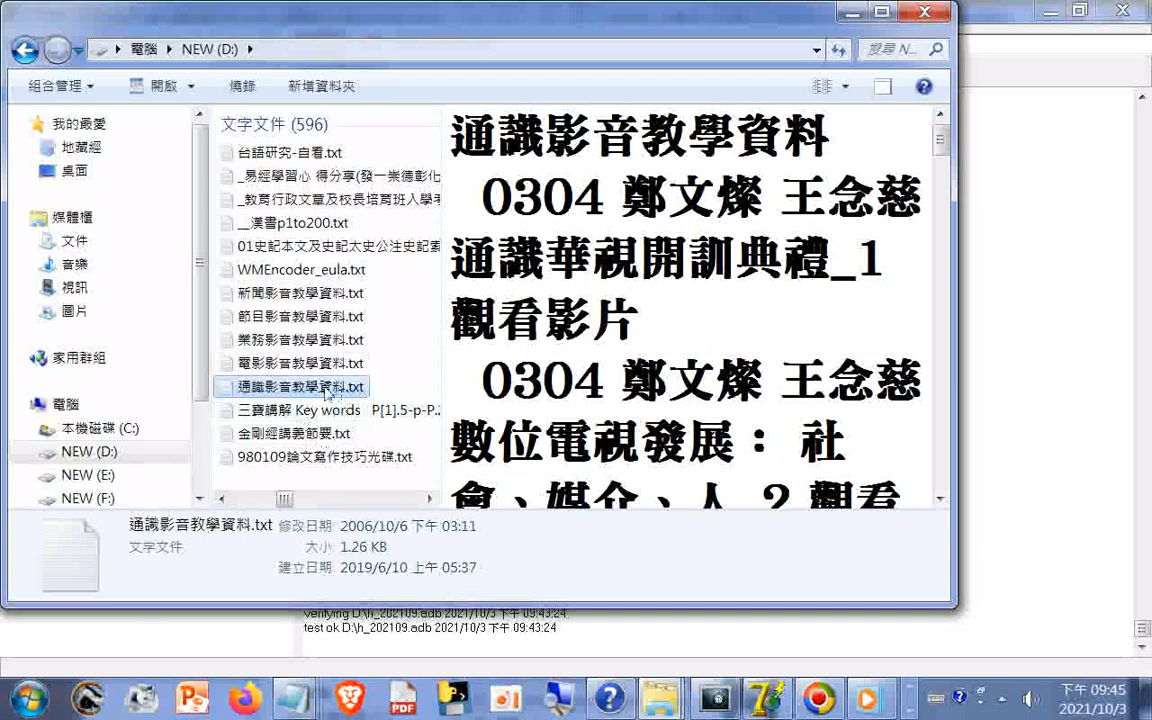 電腦 ▸ NEW (D:) ▸
搜尋 N...
組合管理 開啟 燒錄 新增資料夾
我的最愛
地藏經
桌面
媒體櫃
文件
音樂
視訊
圖片
家用群組
電腦
本機磁碟 (C:)
NEW (D:)
NEW (E:)
NEW (F:)
文字文件 (596)
台語研究-自看.txt
_易經學習心 得分享(發一崇德彰化
_教育行政文章及校長培育班入學考
__漢書p1to200.txt
01史記本文及史記太史公注史記索
WMEncoder_eula.txt
新聞影音教學資料.txt
節目影音教學資料.txt
業務影音教學資料.txt
電影影音教學資料.txt
通識影音教學資料.txt
三寶講解 Key words P[1].5-p-P.2
金剛經講義節要.txt
980109論文寫作技巧光碟.txt
通識影音教學資料
0304 鄭文燦 王念慈
通識華視開訓典禮_1
觀看影片
0304 鄭文燦 王念慈
數位電視發展： 社
會、媒介、人_2 觀看
通識影音教學資料.txt 修改日期: 2006/10/6 下午 03:11
文字文件 大小: 1.26 KB
建立日期: 2019/6/10 上午 05:37
verifying D:\h_202109.adb 2021/10/3 下午 09:43:24
test ok D:\h_202109.adb 2021/10/3 下午 09:43:24
PDF
下午 09:45
2021/10/3